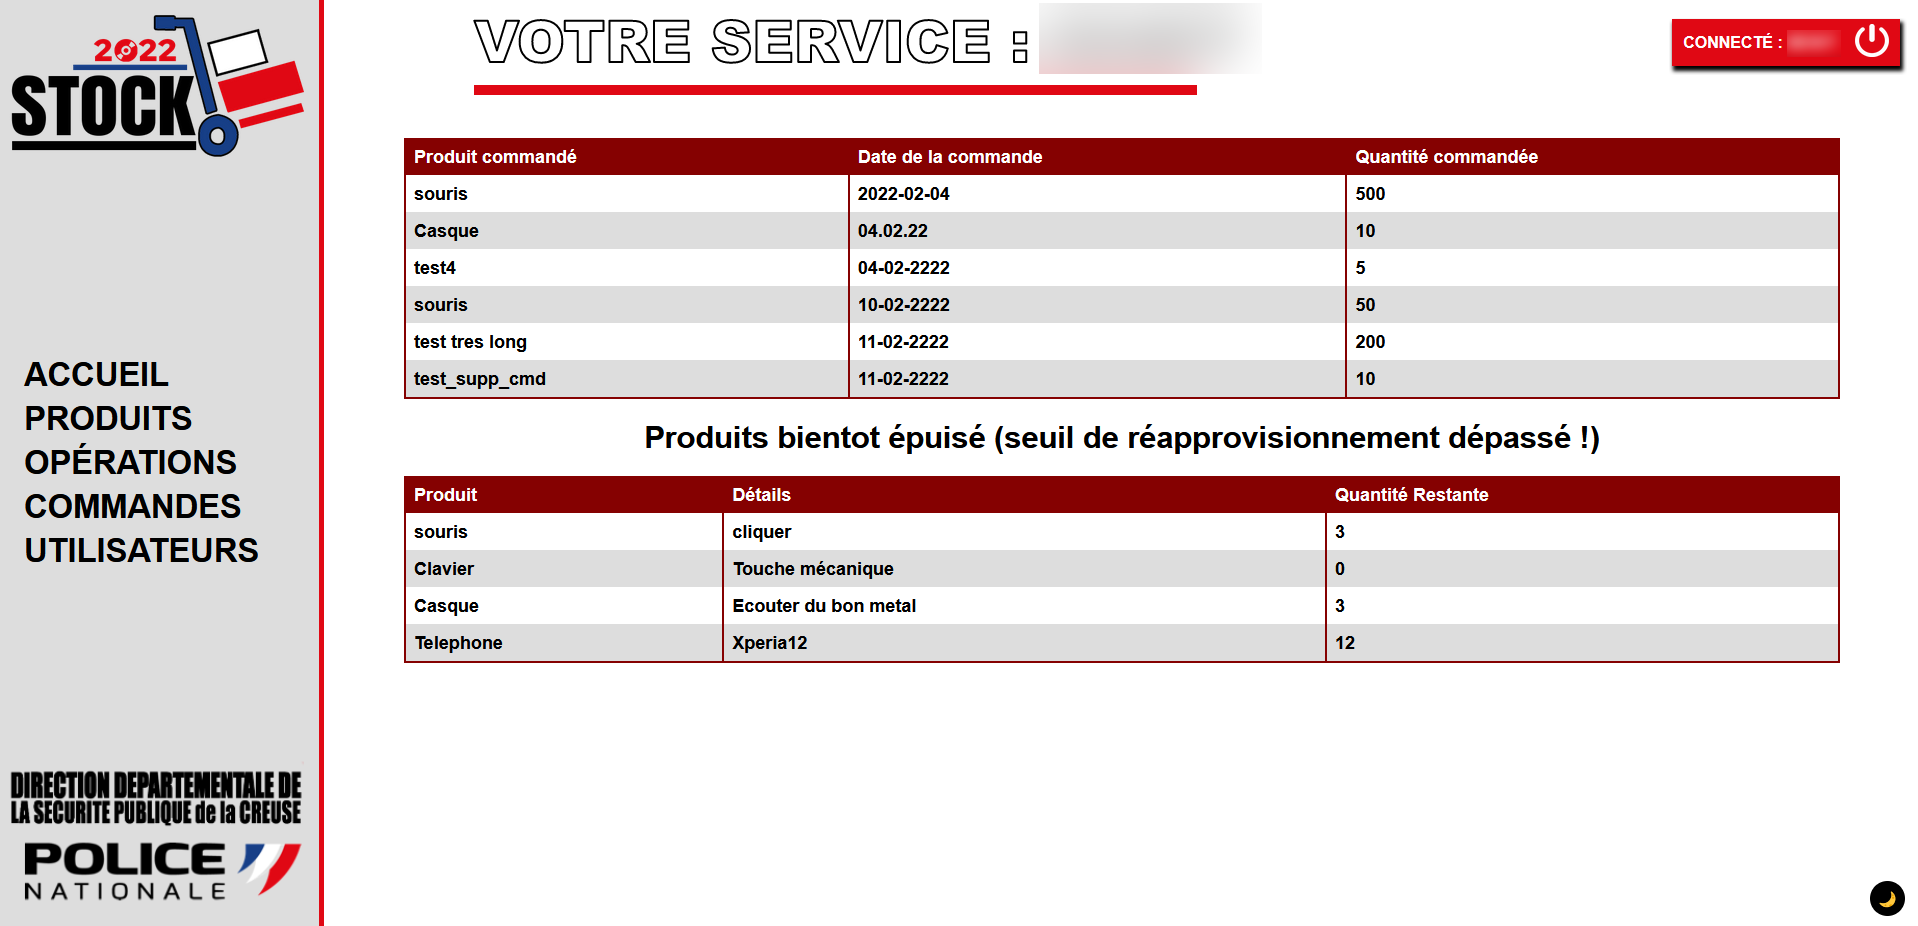 2022
STOCK
ACCUEIL
PRODUITS
OPÉRATIONS
COMMANDES
UTILISATEURS
DIRECTION DEPARTEMENTALE DE
LA SECURITE PUBLIQUE de la CREUSE
POLICE
NATIONALE
VOTRE SERVICE :
CONNECTÉ :
Produit commandé Date de la commande Quantité commandée
souris 2022-02-04 500
Casque 04.02.22 10
test4 04-02-2222 5
souris 10-02-2222 50
test tres long 11-02-2222 200
test_supp_cmd 11-02-2222 10
Produits bientot épuisé (seuil de réapprovisionnement dépassé !)
Produit Détails Quantité Restante
souris cliquer 3
Clavier Touche mécanique 0
Casque Ecouter du bon metal 3
Telephone Xperia12 12